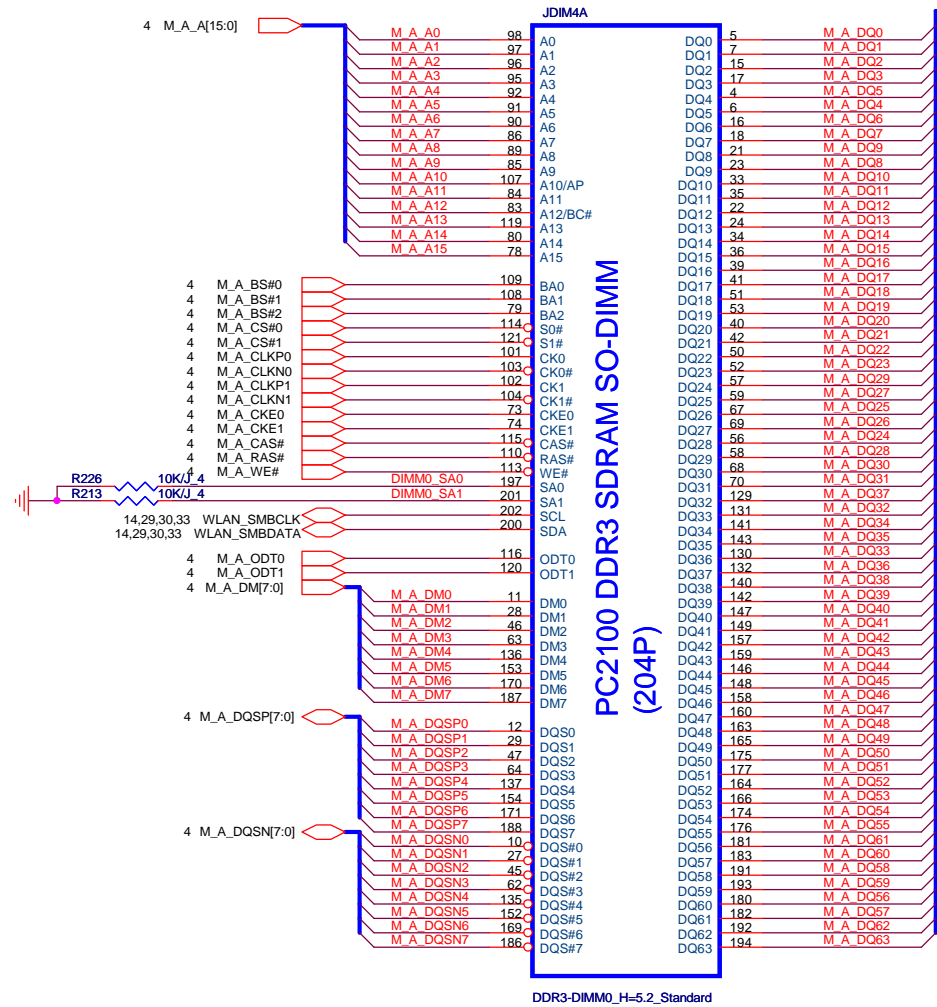 JDIM4A
4 M_A_A[15:0]
M_A_A0 98 A0 DQ0 5 M_A_DQ0
M_A_A1 97 A1 DQ1 7 M_A_DQ1
M_A_A2 96 A2 DQ2 15 M_A_DQ2
M_A_A3 95 A3 DQ3 17 M_A_DQ3
M_A_A4 92 A4 DQ4 4 M_A_DQ5
M_A_A5 91 A5 DQ5 6 M_A_DQ4
M_A_A6 90 A6 DQ6 16 M_A_DQ6
M_A_A7 86 A7 DQ7 18 M_A_DQ7
M_A_A8 89 A8 DQ8 21 M_A_DQ9
M_A_A9 85 A9 DQ9 23 M_A_DQ8
M_A_A10 107 A10/AP DQ10 33 M_A_DQ10
M_A_A11 84 A11 DQ11 35 M_A_DQ11
M_A_A12 83 A12/BC# DQ12 22 M_A_DQ12
M_A_A13 119 A13 DQ13 24 M_A_DQ13
M_A_A14 80 A14 DQ14 34 M_A_DQ14
M_A_A15 78 A15 DQ15 36 M_A_DQ15
DQ16 39 M_A_DQ16
4 M_A_BS#0 109 BA0 DQ17 41 M_A_DQ17
4 M_A_BS#1 108 BA1 DQ18 51 M_A_DQ18
4 M_A_BS#2 79 BA2 DQ19 53 M_A_DQ19
4 M_A_CS#0 114 S0# DQ20 40 M_A_DQ20
4 M_A_CS#1 121 S1# DQ21 42 M_A_DQ21
4 M_A_CLKP0 101 CK0 DQ22 50 M_A_DQ22
4 M_A_CLKN0 103 CK0# DQ23 52 M_A_DQ23
4 M_A_CLKP1 102 CK1 DQ24 57 M_A_DQ29
4 M_A_CLKN1 104 CK1# DQ25 59 M_A_DQ27
4 M_A_CKE0 73 CKE0 DQ26 67 M_A_DQ25
4 M_A_CKE1 74 CKE1 DQ27 69 M_A_DQ26
4 M_A_CAS# 115 CAS# DQ28 56 M_A_DQ24
4 M_A_RAS# 110 RAS# DQ29 58 M_A_DQ28
4 M_A_WE# 113 WE# DQ30 68 M_A_DQ30
R226 10K/J_4 DIMM0_SA0 197 SA0 DQ31 70 M_A_DQ31
R213 10K/J_4 DIMM0_SA1 201 SA1 DQ32 129 M_A_DQ37
14,29,30,33 WLAN_SMBCLK 202 SCL DQ33 131 M_A_DQ32
14,29,30,33 WLAN_SMBDATA 200 SDA DQ34 141 M_A_DQ34
DQ35 143 M_A_DQ35
4 M_A_ODT0 116 ODT0 DQ36 130 M_A_DQ33
4 M_A_ODT1 120 ODT1 DQ37 132 M_A_DQ36
4 M_A_DM[7:0] DQ38 140 M_A_DQ38
M_A_DM0 11 DM0 DQ39 142 M_A_DQ39
M_A_DM1 28 DM1 DQ40 147 M_A_DQ40
M_A_DM2 46 DM2 DQ41 149 M_A_DQ41
M_A_DM3 63 DM3 DQ42 157 M_A_DQ42
M_A_DM4 136 DM4 DQ43 159 M_A_DQ43
M_A_DM5 153 DM5 DQ44 146 M_A_DQ44
M_A_DM6 170 DM6 DQ45 148 M_A_DQ45
M_A_DM7 187 DM7 DQ46 158 M_A_DQ46
DQ47 160 M_A_DQ47
4 M_A_DQSP[7:0]
M_A_DQSP0 12 DQS0 DQ48 163 M_A_DQ48
M_A_DQSP1 29 DQS1 DQ49 165 M_A_DQ49
M_A_DQSP2 47 DQS2 DQ50 175 M_A_DQ50
M_A_DQSP3 64 DQS3 DQ51 177 M_A_DQ51
M_A_DQSP4 137 DQS4 DQ52 164 M_A_DQ52
M_A_DQSP5 154 DQS5 DQ53 166 M_A_DQ53
M_A_DQSP6 171 DQS6 DQ54 174 M_A_DQ54
M_A_DQSP7 188 DQS7 DQ55 176 M_A_DQ55
4 M_A_DQSN[7:0]
M_A_DQSN0 10 DQS#0 DQ56 181 M_A_DQ61
M_A_DQSN1 27 DQS#1 DQ57 183 M_A_DQ60
M_A_DQSN2 45 DQS#2 DQ58 191 M_A_DQ58
M_A_DQSN3 62 DQS#3 DQ59 193 M_A_DQ59
M_A_DQSN4 135 DQS#4 DQ60 180 M_A_DQ56
M_A_DQSN5 152 DQS#5 DQ61 182 M_A_DQ57
M_A_DQSN6 169 DQS#6 DQ62 192 M_A_DQ62
M_A_DQSN7 186 DQS#7 DQ63 194 M_A_DQ63
PC2100 DDR3 SDRAM SO-DIMM
(204P)
DDR3-DIMM0_H=5.2_Standard